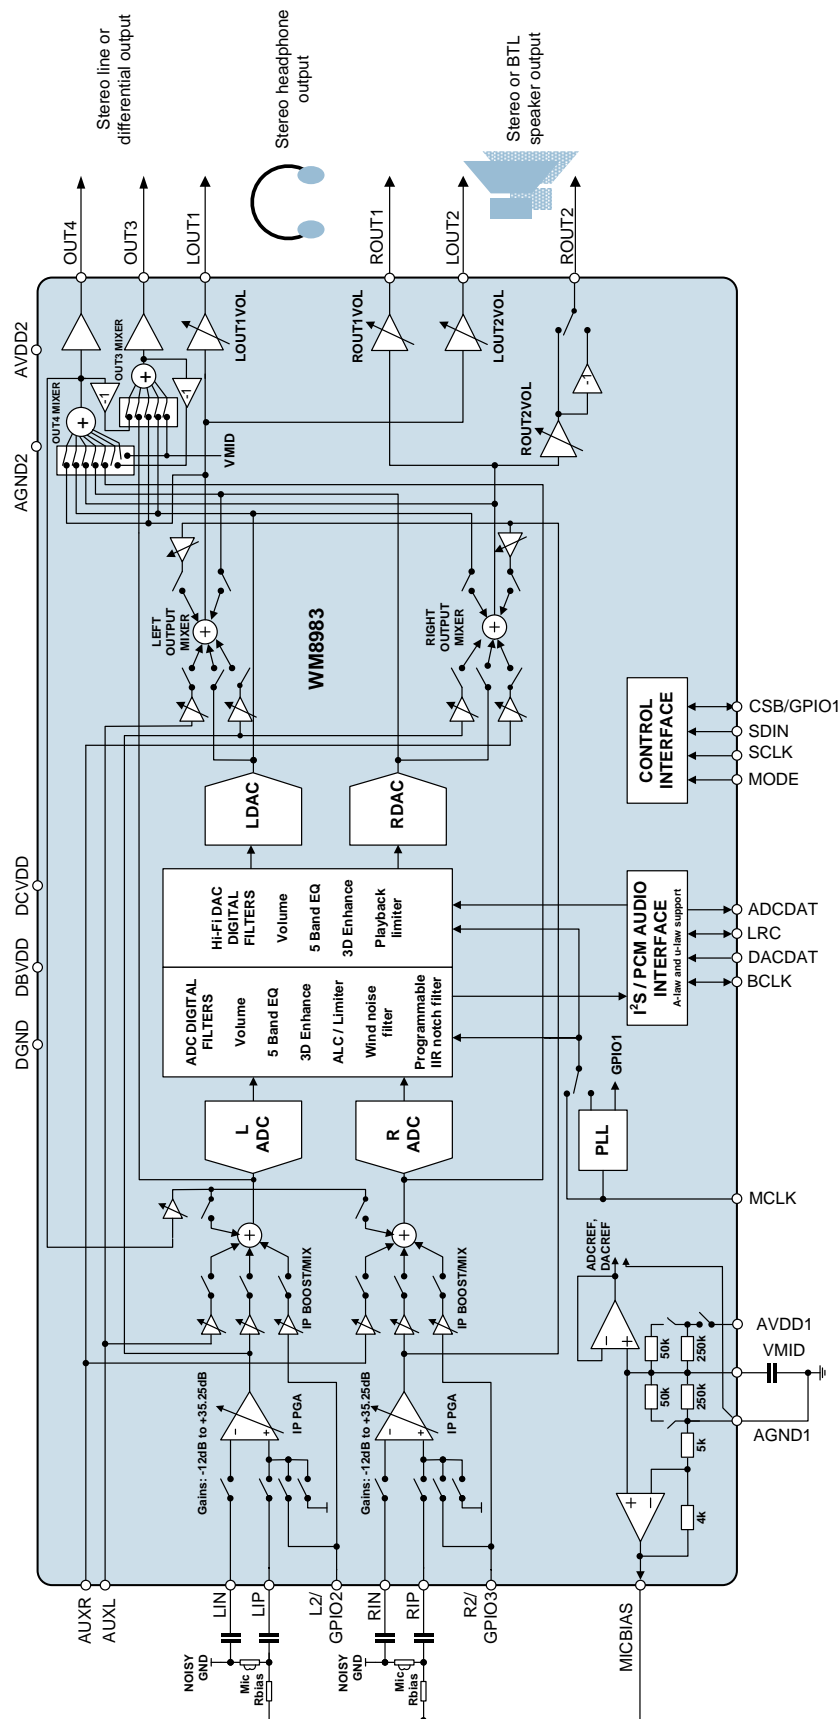 Stereo line or
differential output
Stereo headphone
output
Stereo or BTL
speaker output
OUT4
OUT3
LOUT1
ROUT1
LOUT2
ROUT2
AVDD2
AGND2
DCVDD
DBVDD
DGND
OUT4 MIXER
OUT3 MIXER
-1
-1
VMID
LOUT1VOL
ROUT1VOL
LOUT2VOL
ROUT2VOL
-1
LEFT
OUTPUT
MIXER
+
+
+
WM8983
RIGHT
OUTPUT
MIXER
+
LDAC
RDAC
Hi-Fi DAC
DIGITAL
FILTERS
Volume
5 Band EQ
3D Enhance
Playback
limiter
ADC DIGITAL
FILTERS
Volume
5 Band EQ
3D Enhance
ALC / Limiter
Wind noise
filter
Programmable
IIR notch filter
CONTROL
INTERFACE
CSB/GPIO1
SDIN
SCLK
MODE
I2S / PCM AUDIO
INTERFACE
A-law and u-law support
ADCDAT
LRC
DACDAT
BCLK
L
ADC
R
ADC
PLL
GPIO1
MCLK
+
+
IP BOOST/MIX
IP BOOST/MIX
Gains: -12dB to +35.25dB
IP PGA
-
+
Gains: -12dB to +35.25dB
IP PGA
-
+
ADCREF,
DACREF
-
+
50k
250k
50k
250k
5k
4k
+
-
AVDD1
VMID
AGND1
AUXR
AUXL
LIN
LIP
L2/
GPIO2
RIN
RIP
R2/
GPIO3
MICBIAS
NOISY
GND
Mic
Rbias
NOISY
GND
Mic
Rbias